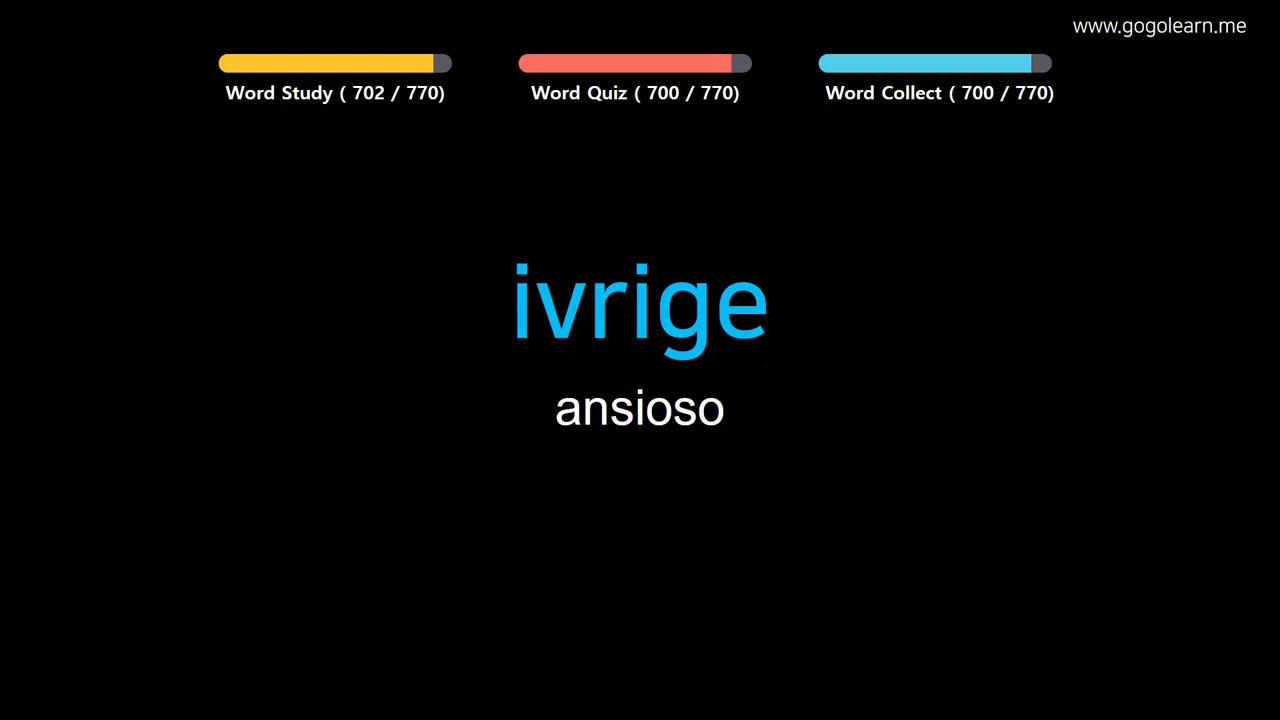 www.gogolearn.me
Word Study ( 702 / 770)
Word Quiz ( 700 / 770)
Word Collect ( 700 / 770)
ivrige
ansioso